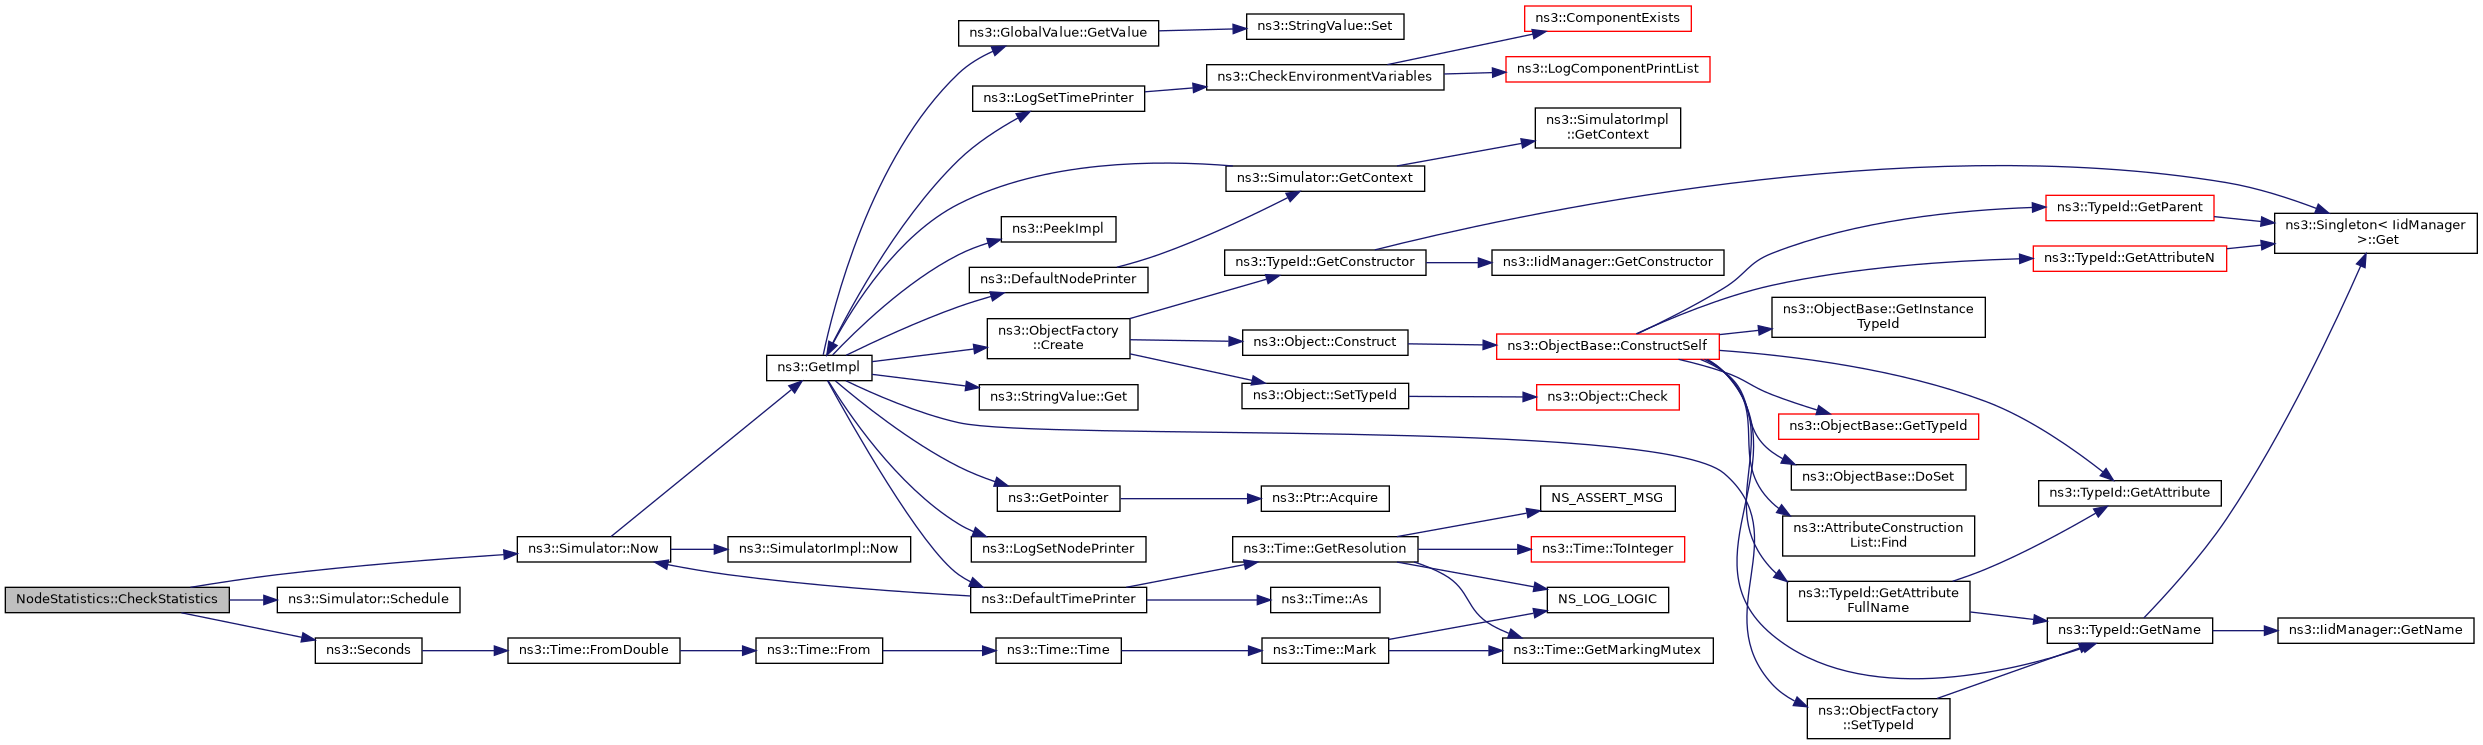 NodeStatistics::CheckStatistics
ns3::Simulator::Now
ns3::Simulator::Schedule
ns3::Seconds
ns3::GetImpl
ns3::SimulatorImpl::Now
ns3::Time::FromDouble
ns3::Time::From
ns3::GlobalValue::GetValue
ns3::LogSetTimePrinter
ns3::PeekImpl
ns3::DefaultNodePrinter
ns3::ObjectFactory
::Create
ns3::StringValue::Get
ns3::GetPointer
ns3::LogSetNodePrinter
ns3::DefaultTimePrinter
ns3::Time::Time
ns3::StringValue::Set
ns3::CheckEnvironmentVariables
ns3::Simulator::GetContext
ns3::TypeId::GetConstructor
ns3::Object::Construct
ns3::Object::SetTypeId
ns3::Ptr::Acquire
ns3::Time::GetResolution
ns3::Time::As
ns3::Time::Mark
ns3::ComponentExists
ns3::LogComponentPrintList
ns3::SimulatorImpl
::GetContext
ns3::IidManager::GetConstructor
ns3::ObjectBase::ConstructSelf
ns3::Object::Check
NS_ASSERT_MSG
ns3::Time::ToInteger
NS_LOG_LOGIC
ns3::Time::GetMarkingMutex
ns3::ObjectBase::GetInstance
TypeId
ns3::ObjectBase::GetTypeId
ns3::ObjectBase::DoSet
ns3::AttributeConstruction
List::Find
ns3::TypeId::GetAttribute
FullName
ns3::ObjectFactory
::SetTypeId
ns3::TypeId::GetParent
ns3::TypeId::GetAttributeN
ns3::TypeId::GetAttribute
ns3::TypeId::GetName
ns3::Singleton< IidManager
>::Get
ns3::IidManager::GetName